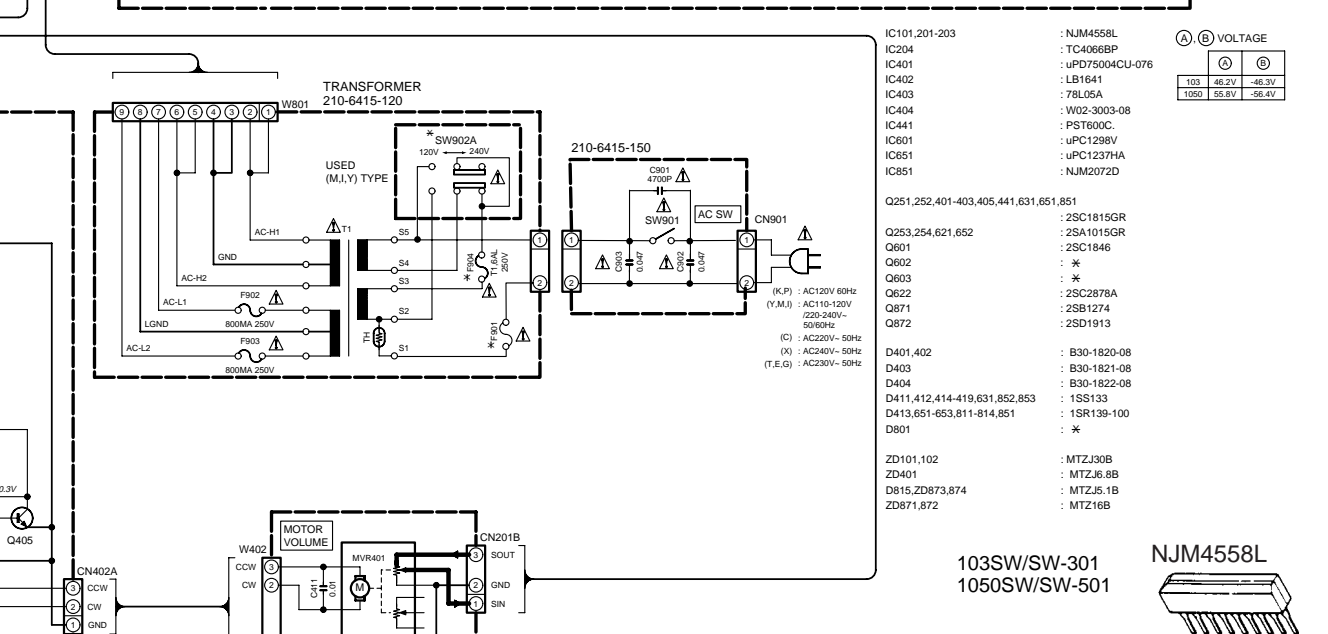 TRANSFORMER
210-6415-120
W801
9 8 7 6 5 4 3 2 1
USED
(M,I,Y) TYPE
SW902A
120V 240V
AC-H1
GND
AC-H2
AC-L1
LGND
AC-L2
F902
800MA 250V
F903
800MA 250V
T1
S5
S4
S3
S2
S1
TH
F904
T1,6AL
250V
F901
1
2
210-6415-150
C901
4700P
SW901
AC SW
C903
0.047
C902
0.047
1
2
1
2
CN901
(K,P) : AC120V 60Hz
(Y,M,I) : AC110-120V
/220-240V~
50/60Hz
(C) : AC220V~ 50Hz
(X) : AC240V~ 50Hz
(T,E,G) : AC230V~ 50Hz
IC101,201-203 : NJM4558L
IC204 : TC4066BP
IC401 : uPD75004CU-076
IC402 : LB1641
IC403 : 78L05A
IC404 : W02-3003-08
IC441 : PST600C.
IC601 : uPC1298V
IC651 : uPC1237HA
IC851 : NJM2072D
Q251,252,401-403,405,441,631,651,851
: 2SC1815GR
Q253,254,621,652 : 2SA1015GR
Q601 : 2SC1846
Q602 : *
Q603 : *
Q622 : 2SC2878A
Q871 : 2SB1274
Q872 : 2SD1913
D401,402 : B30-1820-08
D403 : B30-1821-08
D404 : B30-1822-08
D411,412,414-419,631,852,853 : 1SS133
D413,651-653,811-814,851 : 1SR139-100
D801 : *
ZD101,102 : MTZJ30B
ZD401 : MTZJ6.8B
D815,ZD873,874 : MTZJ5.1B
ZD871,872 : MTZ16B
A, B VOLTAGE
A B
103 46.2V -46.3V
1050 55.8V -56.4V
0.3V
Q405
CN402A
3 CCW
2 CW
1 GND
W402
CCW 3
CW 2
MOTOR
VOLUME
C411
0.01
M
MVR401
CN201B
3 SOUT
2 GND
1 SIN
103SW/SW-301
1050SW/SW-501
NJM4558L